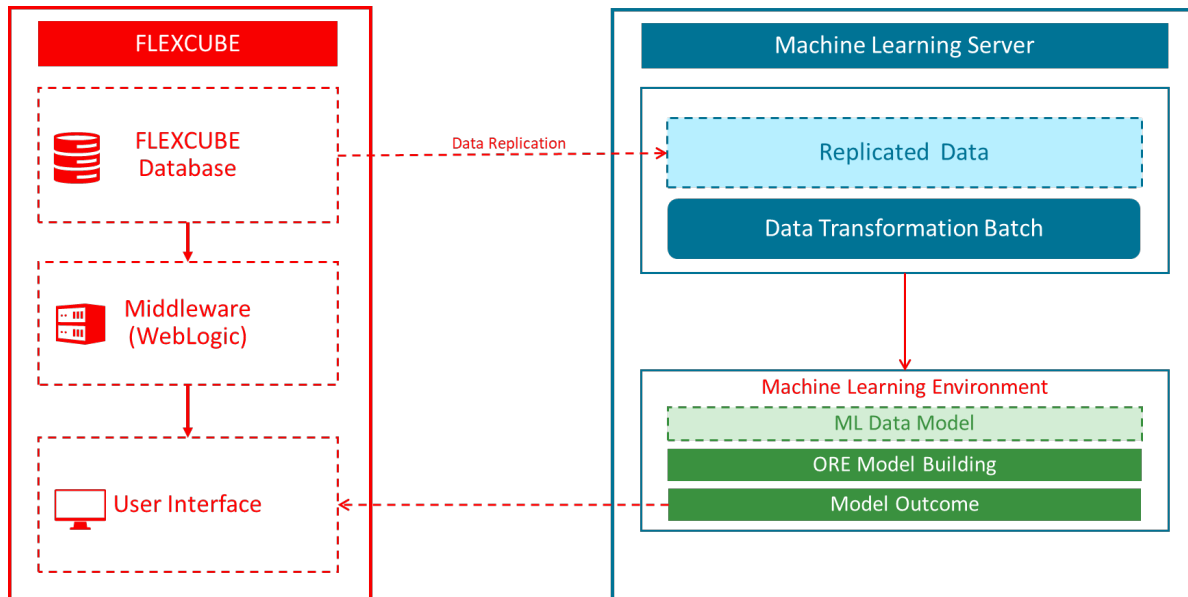 FLEXCUBE
FLEXCUBE
Database
Middleware
(WebLogic)
User Interface
Data Replication
Machine Learning Server
Replicated Data
Data Transformation Batch
Machine Learning Environment
ML Data Model
ORE Model Building
Model Outcome